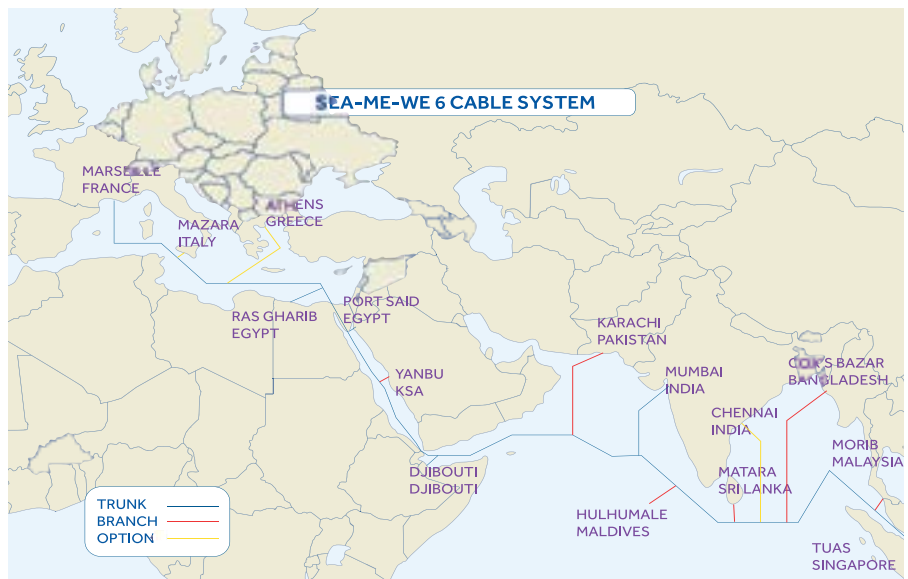 SEA-ME-WE 6 CABLE SYSTEM
MARSEILLE
FRANCE
ATHENS
GREECE
MAZARA
ITALY
RAS GHARIB
EGYPT
PORT SAID
EGYPT
KARACHI
PAKISTAN
YANBU
KSA
MUMBAI
INDIA
COX'S BAZAR
BANGLADESH
CHENNAI
INDIA
MORIB
MALAYSIA
DJIBOUTI
DJIBOUTI
MATARA
SRI LANKA
HULHUMALE
MALDIVES
TUAS
SINGAPORE
TRUNK
BRANCH
OPTION